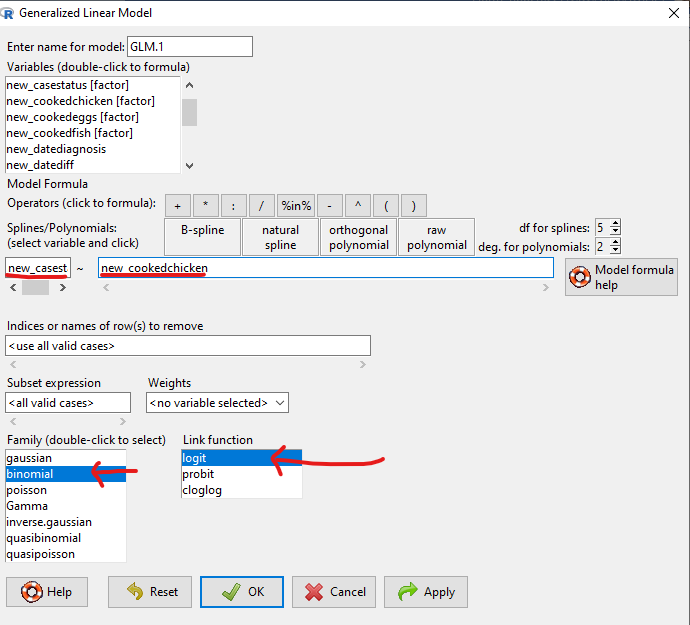 Generalized Linear Model
Enter name for model: GLM.1
Variables (double-click to formula)
new_casestatus [factor]
new_cookedchicken [factor]
new_cookedeggs [factor]
new_cookedfish [factor]
new_datediagnosis
new_datediff
Model Formula
Operators (click to formula): + * : / %in% - ^ ( )
Splines/Polynomials:
(select variable and click)
B-spline
natural
spline
orthogonal
polynomial
raw
polynomial
df for splines: 5
deg. for polynomials: 2
new_casest ~ new_cookedchicken
Model formula
help
Indices or names of row(s) to remove
<use all valid cases>
Subset expression Weights
<all valid cases> <no variable selected>
Family (double-click to select) Link function
gaussian logit
binomial probit
poisson cloglog
Gamma
inverse.gaussian
quasibinomial
quasipoisson
Help Reset OK Cancel Apply